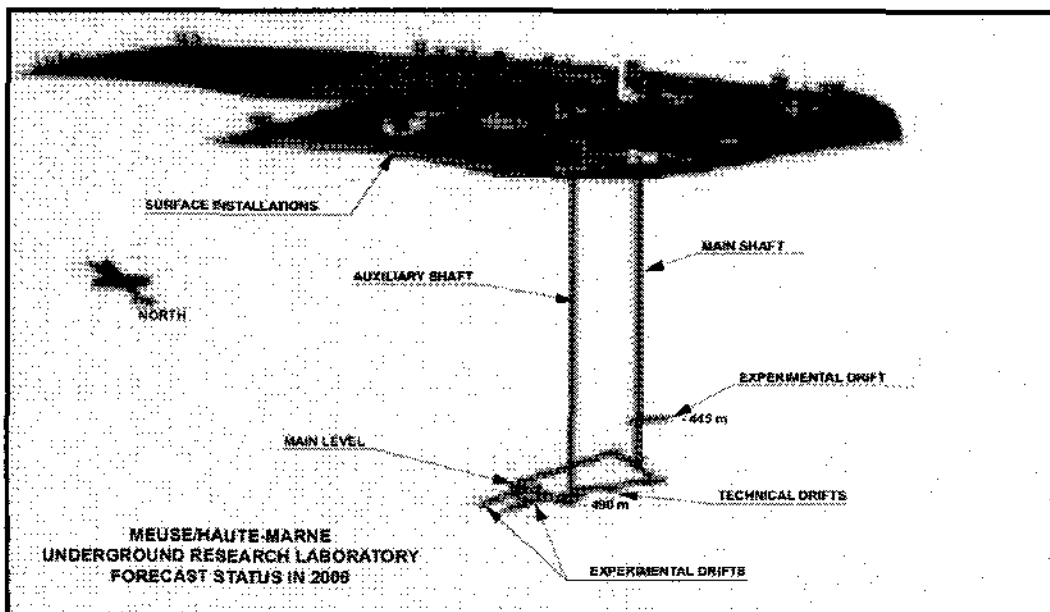 SURFACE INSTALLATIONS
MAIN SHAFT
AUXILIARY SHAFT
NORTH
EXPERIMENTAL DRIFT
- 445 m
MAIN LEVEL
TECHNICAL DRIFTS
- 490 m
MEUSE/HAUTE-MARNE
UNDERGROUND RESEARCH LABORATORY
FORECAST STATUS IN 2006
EXPERIMENTAL DRIFTS